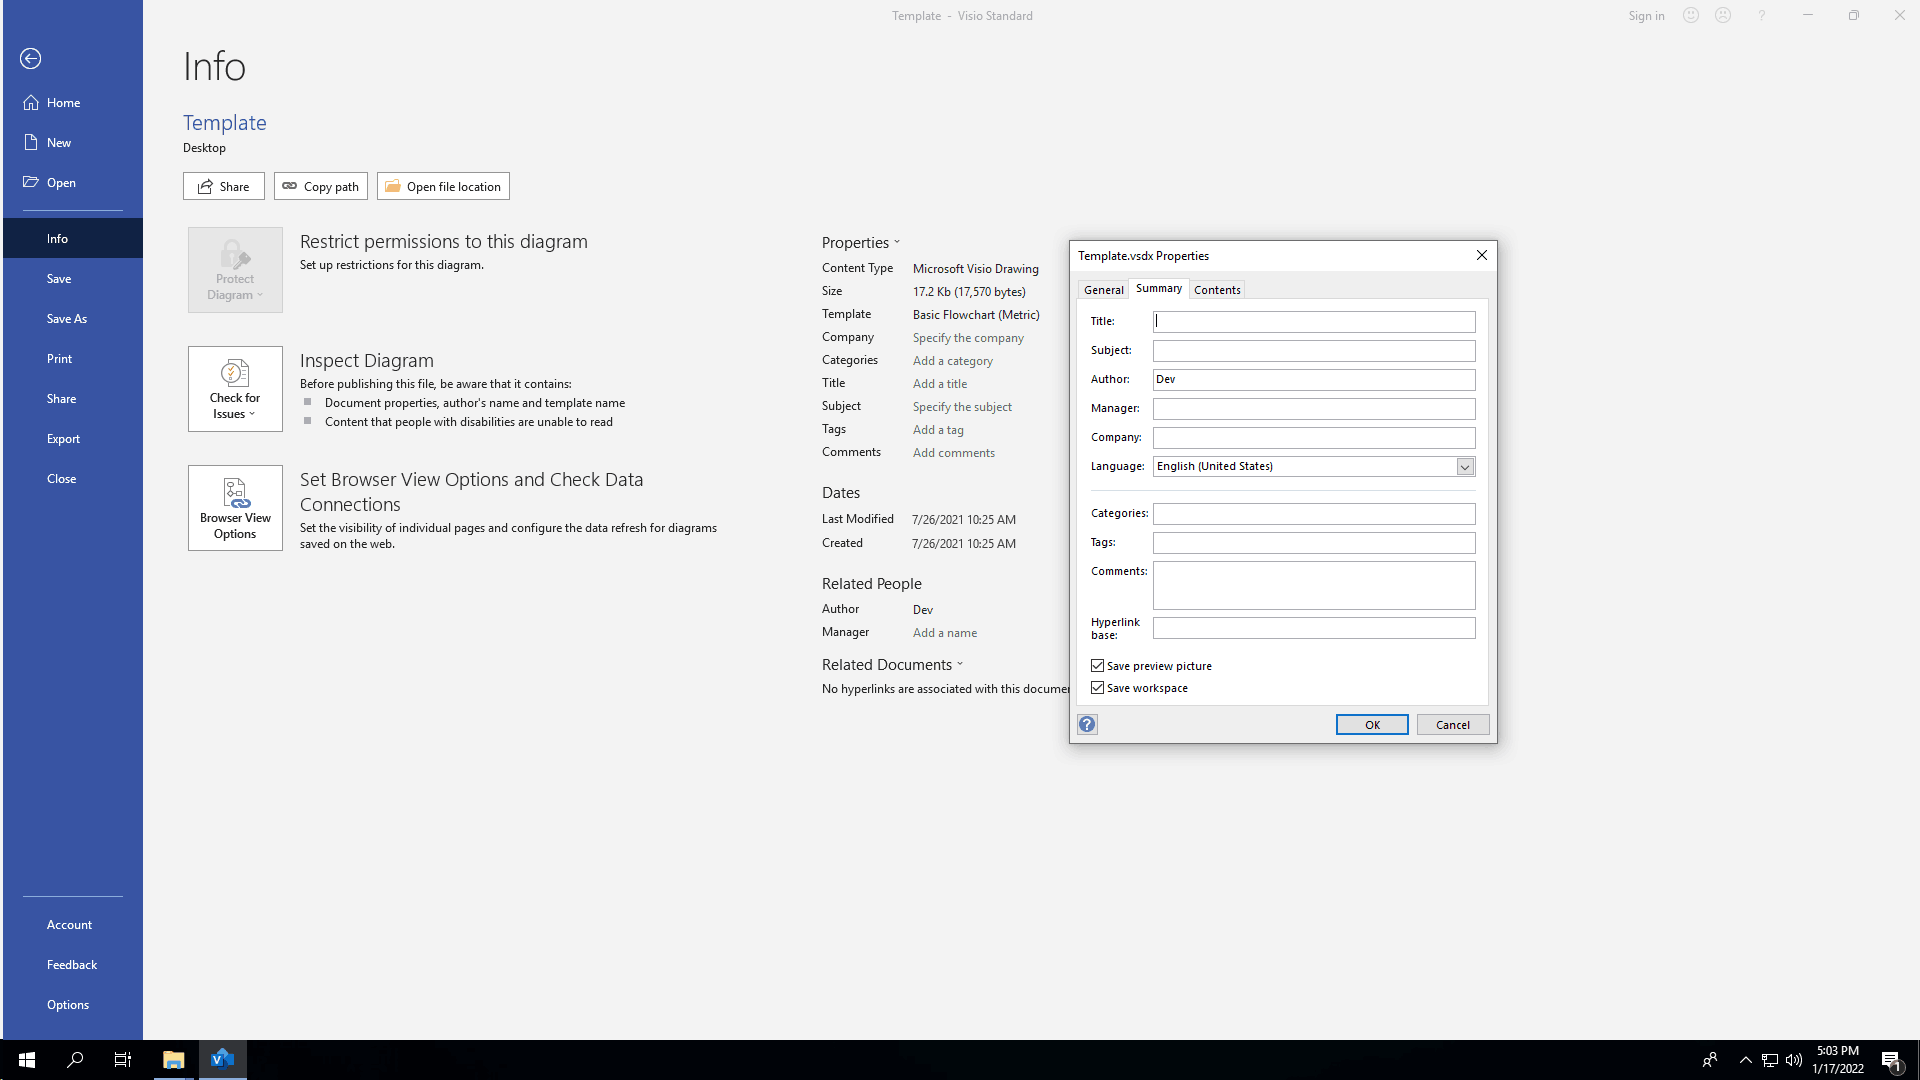 Template - Visio Standard
Sign in
Info
Template
Desktop
Share
Copy path
Open file location
Home
New
Open
Info
Save
Save As
Print
Share
Export
Close
Account
Feedback
Options
Protect
Diagram
Restrict permissions to this diagram
Set up restrictions for this diagram.
Check for
Issues
Inspect Diagram
Before publishing this file, be aware that it contains:
Document properties, author's name and template name
Content that people with disabilities are unable to read
Browser View
Options
Set Browser View Options and Check Data
Connections
Set the visibility of individual pages and configure the data refresh for diagrams
saved on the web.
Properties
Content Type Microsoft Visio Drawing
Size 17.2 Kb (17,570 bytes)
Template Basic Flowchart (Metric)
Company Specify the company
Categories Add a category
Title Add a title
Subject Specify the subject
Tags Add a tag
Comments Add comments
Dates
Last Modified 7/26/2021 10:25 AM
Created 7/26/2021 10:25 AM
Related People
Author Dev
Manager Add a name
Related Documents
No hyperlinks are associated with this documen
Template.vsdx Properties
General Summary Contents
Title:
Subject:
Author: Dev
Manager:
Company:
Language: English (United States)
Categories:
Tags:
Comments:
Hyperlink
base:
Save preview picture
Save workspace
OK Cancel
5:03 PM
1/17/2022
1